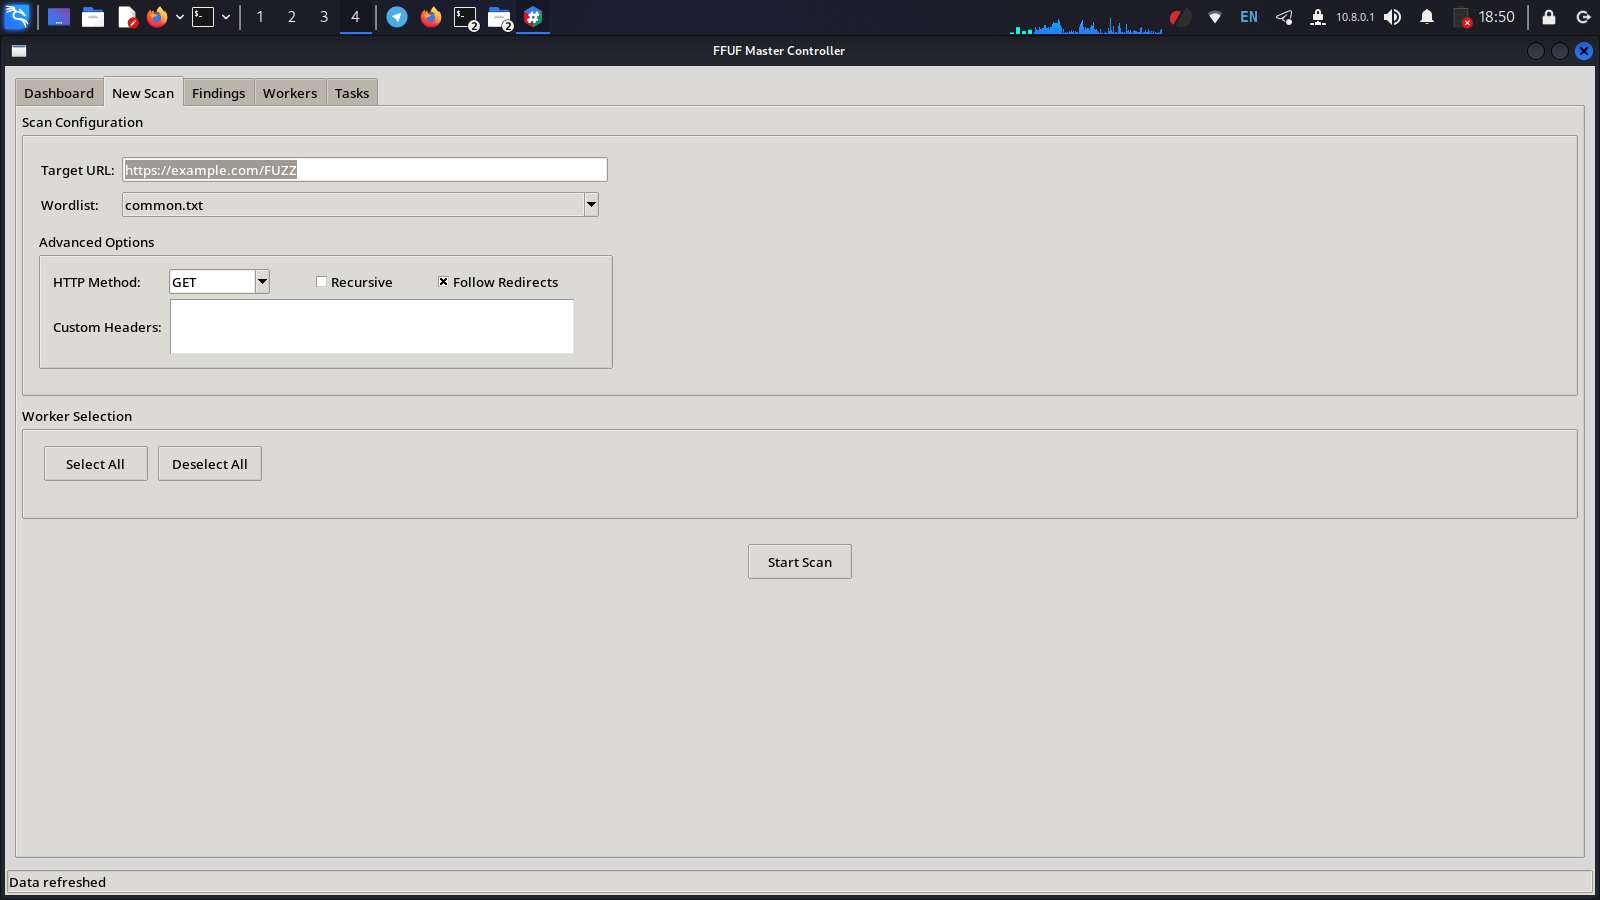 1 2 3 4 2 2 EN 10.8.0.1 18:50
FFUF Master Controller
Dashboard New Scan Findings Workers Tasks
Scan Configuration
Target URL: https://example.com/FUZZ
Wordlist: common.txt
Advanced Options
HTTP Method: GET Recursive Follow Redirects
Custom Headers:
Worker Selection
Select All Deselect All
Start Scan
Data refreshed